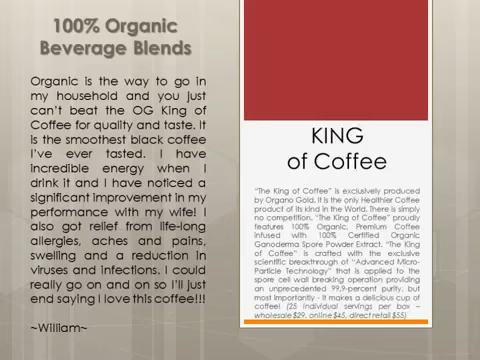 100% Organic
Beverage Blends
Organic is the way to go in
my household and you just
can't beat the OG King of
Coffee for quality and taste. It
is the smoothest black coffee
I've ever tasted. I have
incredible energy when I
drink it and I have noticed a
significant improvement in my
performance with my wife! I
also got relief from life-long
allergies, aches and pains,
swelling and a reduction in
viruses and infections. I could
really go on and on so I'll just
end saying I love this coffee!!!
~William~
KING
of Coffee
"The King of Coffee" is exclusively produced
by Organo Gold. It is the only Healthier Coffee
product of its kind in the World. There is simply
no competition. "The King of Coffee" proudly
features 100% Organic, Premium Coffee
infused with 100% Certified Organic
Ganoderma Spore Powder Extract. "The King
of Coffee" is crafted with the exclusive
scientific breakthrough of "Advanced Micro-
Particle Technology" that is applied to the
spore cell wall breaking operation providing
an unprecedented 99.9-percent purity, but
most importantly - It makes a delicious cup of
coffee! (25 individual servings per box –
wholesale $29, online $45, direct retail $55)